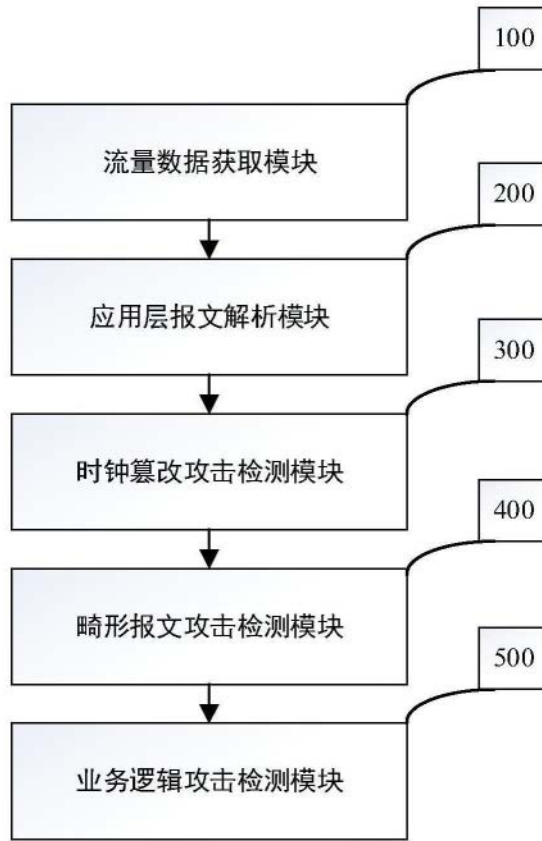 100
流量数据获取模块
200
应用层报文解析模块
300
时钟篡改攻击检测模块
400
畸形报文攻击检测模块
500
业务逻辑攻击检测模块